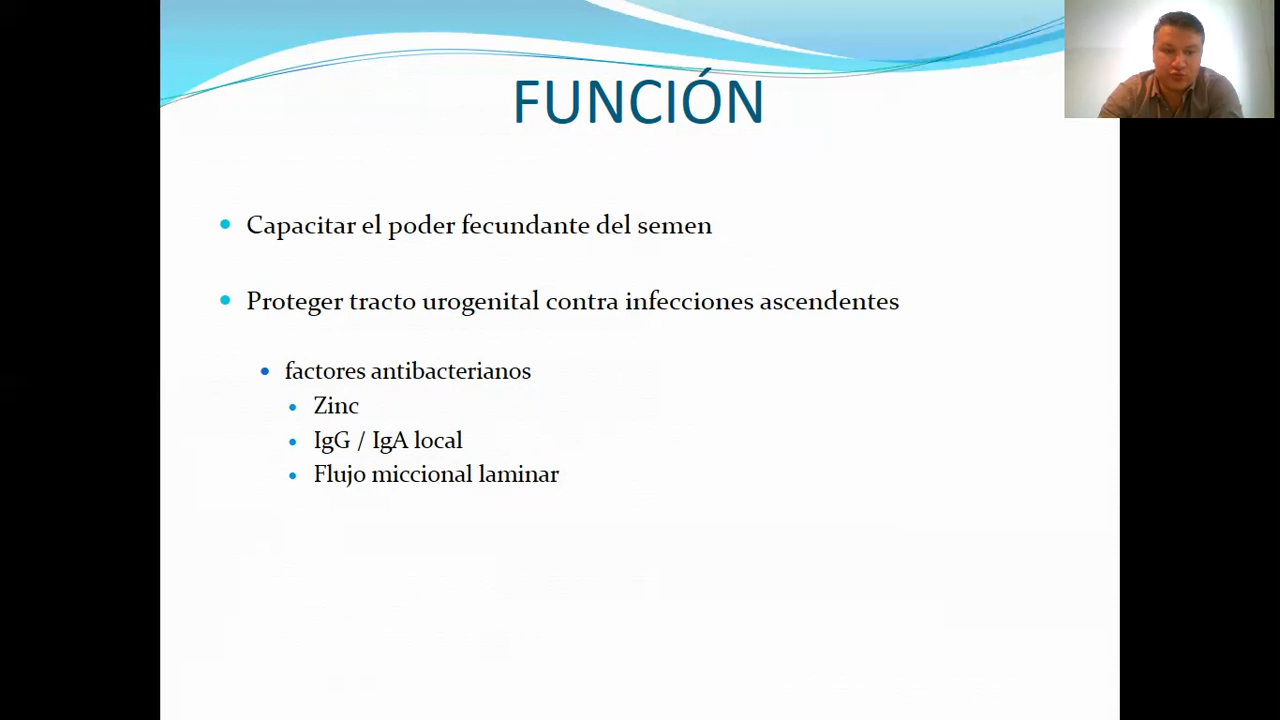 FUNCIÓN
Capacitar el poder fecundante del semen
Proteger tracto urogenital contra infecciones ascendentes
factores antibacterianos
Zinc
IgG / IgA local
Flujo miccional laminar